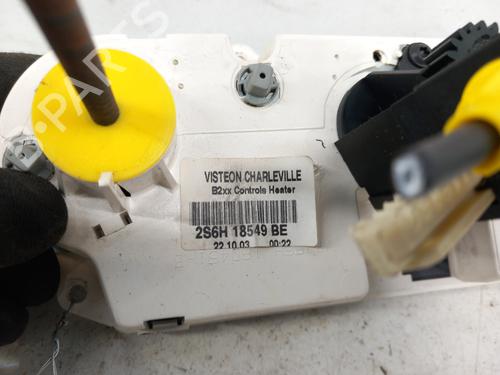 VISTEON CHARLEVILLE
B2xx Controls Heater
2S6H 18549 BE
22.10.03 00:22